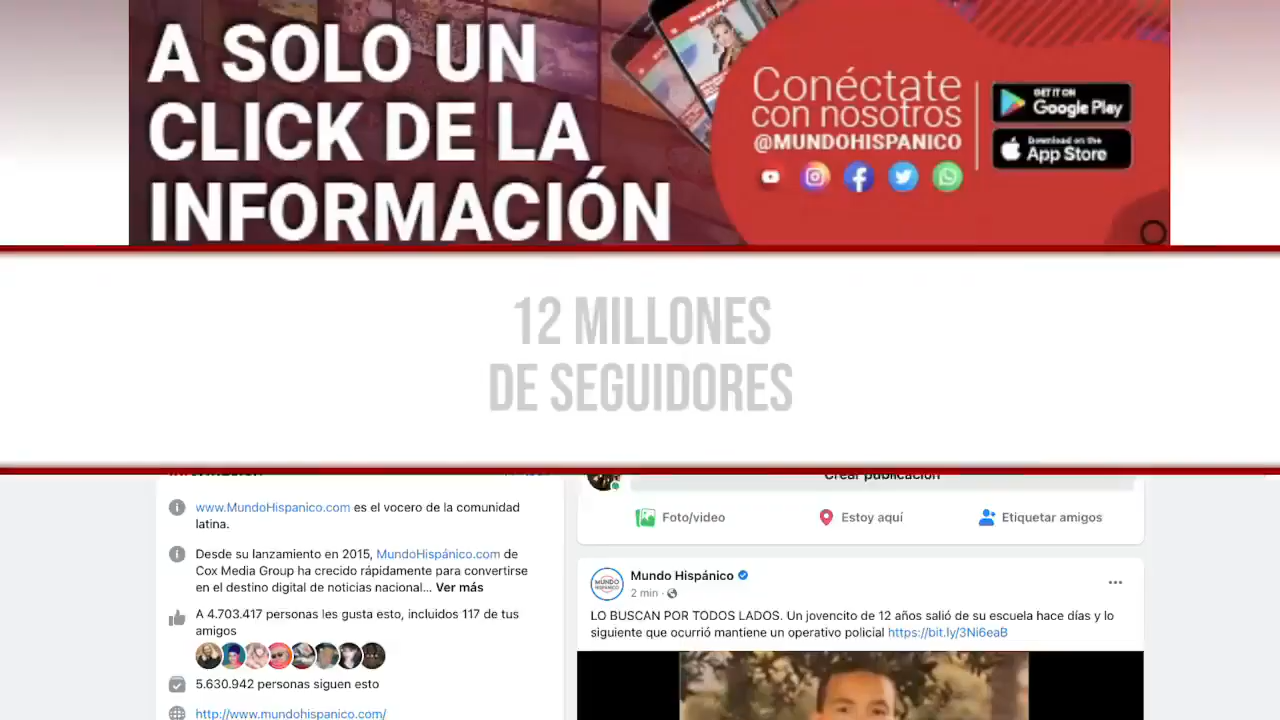 A SOLO UN
CLICK DE LA
INFORMACIÓN
Conéctate
con nosotros
@MUNDOHISPANICO
GET IT ON
Google Play
Download on the
App Store
12 MILLONES
DE SEGUIDORES
Crear publicación
www.MundoHispanico.com es el vocero de la comunidad
latina.
Desde su lanzamiento en 2015, MundoHispánico.com de
Cox Media Group ha crecido rápidamente para convertirse
en el destino digital de noticias nacional... Ver más
A 4.703.417 personas les gusta esto, incluidos 117 de tus
amigos
5.630.942 personas siguen esto
http://www.mundohispanico.com/
Foto/video
Estoy aquí
Etiquetar amigos
MUNDO
HISPÁNICO
Mundo Hispánico
2 min ·
LO BUSCAN POR TODOS LADOS. Un jovencito de 12 años salió de su escuela hace días y lo
siguiente que ocurrió mantiene un operativo policial https://bit.ly/3Ni6eaB